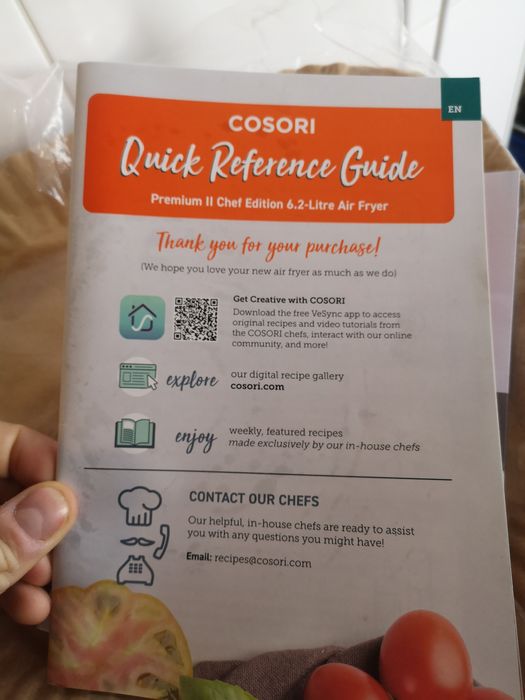 EN
COSORI
Quick Reference Guide
Premium II Chef Edition 6.2-Litre Air Fryer
Thank you for your purchase!
(We hope you love your new air fryer as much as we do)
Get Creative with COSORI
Download the free VeSync app to access
original recipes and video tutorials from
the COSORI chefs, interact with our online
community, and more!
explore
our digital recipe gallery
cosori.com
enjoy
weekly, featured recipes
made exclusively by our in-house chefs
CONTACT OUR CHEFS
Our helpful, in-house chefs are ready to assist
you with any questions you might have!
Email: recipes@cosori.com